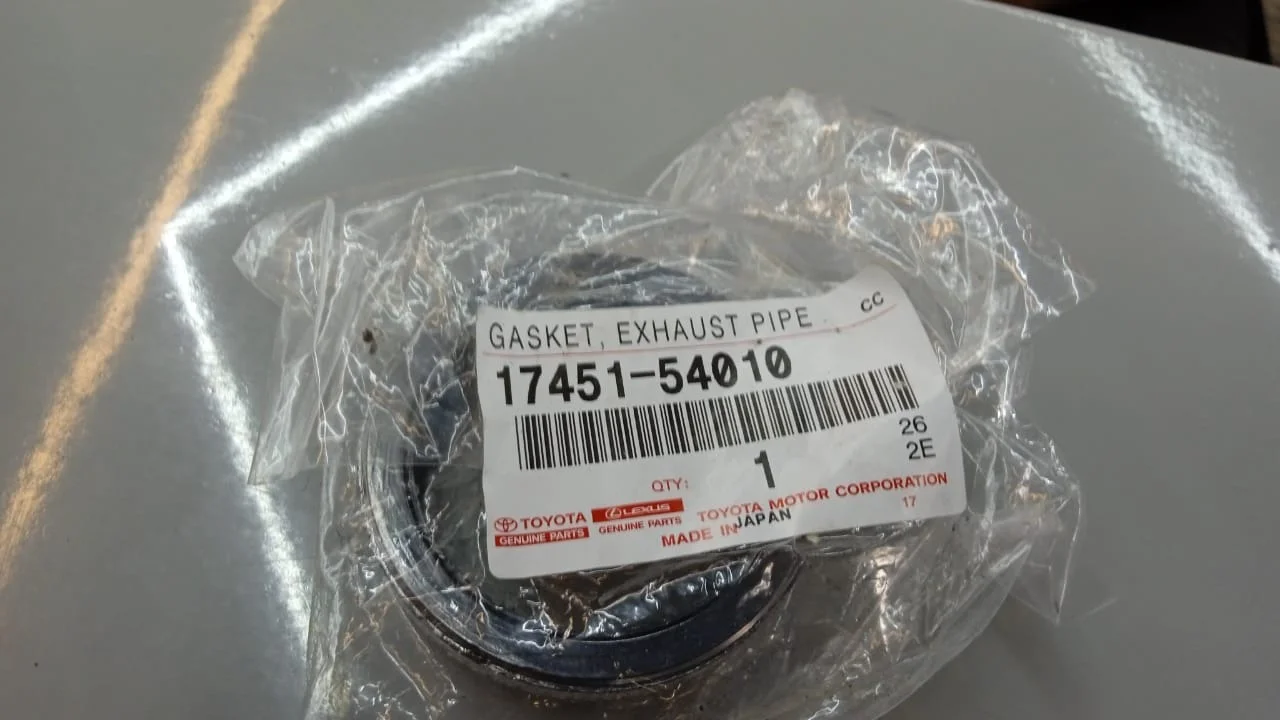 GASKET, EXHAUST PIPE CC
17451-54010
26
2E
QTY: 1
TOYOTA LEXUS TOYOTA MOTOR CORPORATION
GENUINE PARTS GENUINE PARTS 17
MADE IN JAPAN